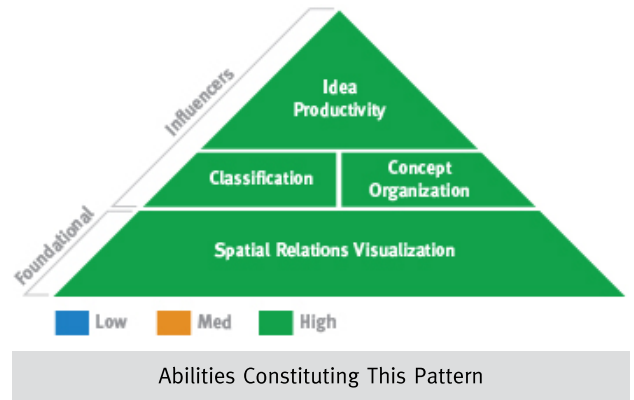 Influencers
Idea
Productivity
Classification
Concept
Organization
Foundational
Spatial Relations Visualization
Low
Med
High
Abilities Constituting This Pattern